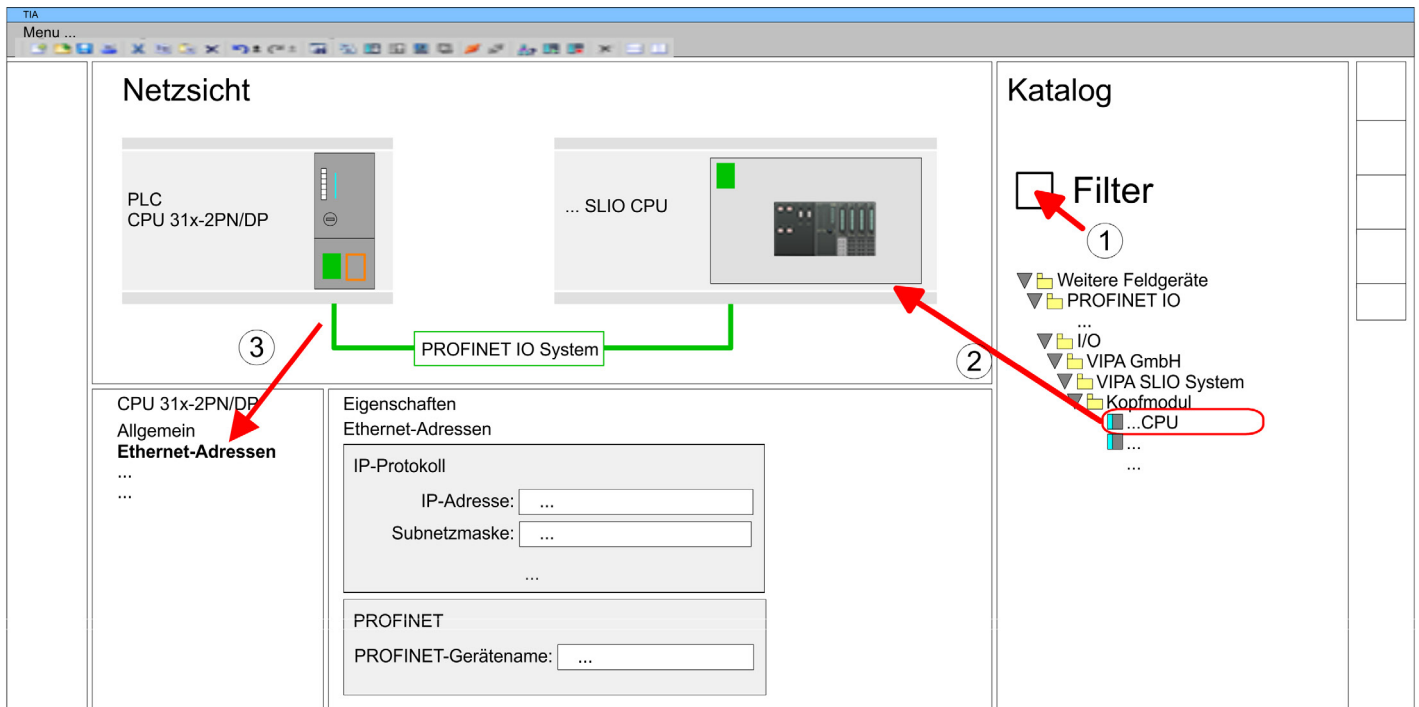 TIA
Menu ...
Netzsicht
PLC
CPU 31x-2PN/DP
... SLIO CPU
3
PROFINET IO System
2
CPU 31x-2PN/DP
Allgemein
Ethernet-Adressen
...
...
Eigenschaften
Ethernet-Adressen
IP-Protokoll
IP-Adresse: ...
Subnetzmaske: ...
...
PROFINET
PROFINET-Gerätename: ...
Katalog
Filter
1
Weitere Feldgeräte
PROFINET IO
...
I/O
VIPA GmbH
VIPA SLIO System
Kopfmodul
...CPU
...
...